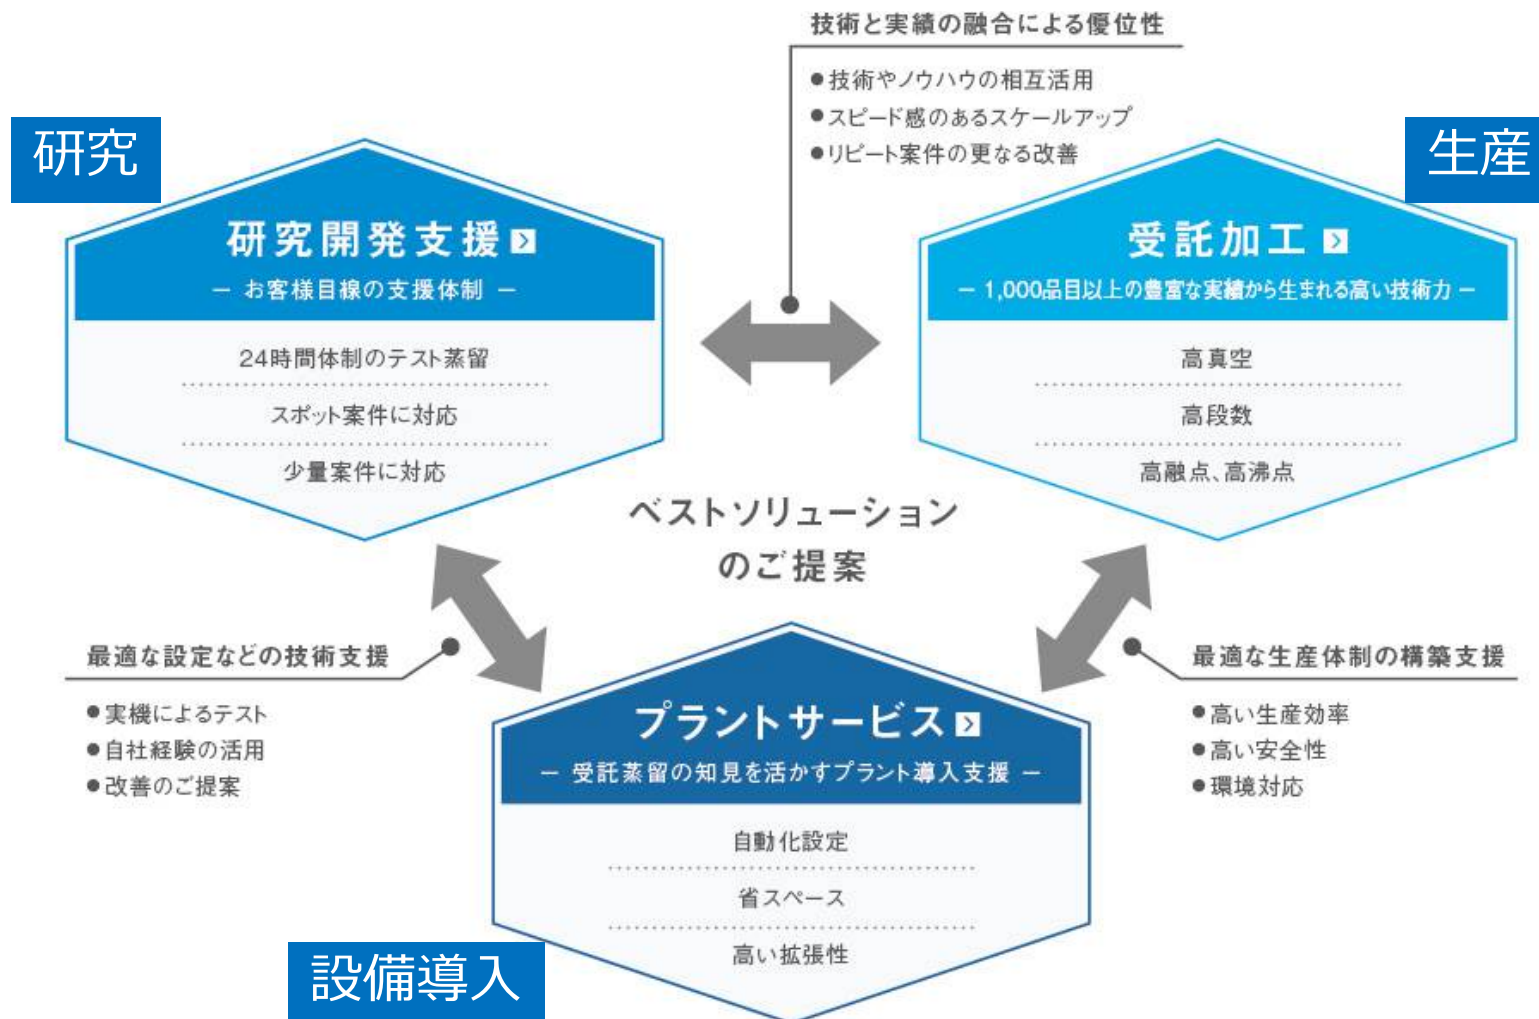 技術と実績の融合による優位性
●技術やノウハウの相互活用
●スピード感のあるスケールアップ
●リピート案件の更なる改善
研究
研究開発支援
― お客様目線の支援体制 ―
24時間体制のテスト蒸留
スポット案件に対応
少量案件に対応
生産
受託加工
― 1,000品目以上の豊富な実績から生まれる高い技術力 ―
高真空
高段数
高融点、高沸点
ベストソリューション
のご提案
最適な設定などの技術支援
●実機によるテスト
●自社経験の活用
●改善のご提案
最適な生産体制の構築支援
●高い生産効率
●高い安全性
●環境対応
プラントサービス
― 受託蒸留の知見を活かすプラント導入支援 ―
自動化設定
省スペース
高い拡張性
設備導入